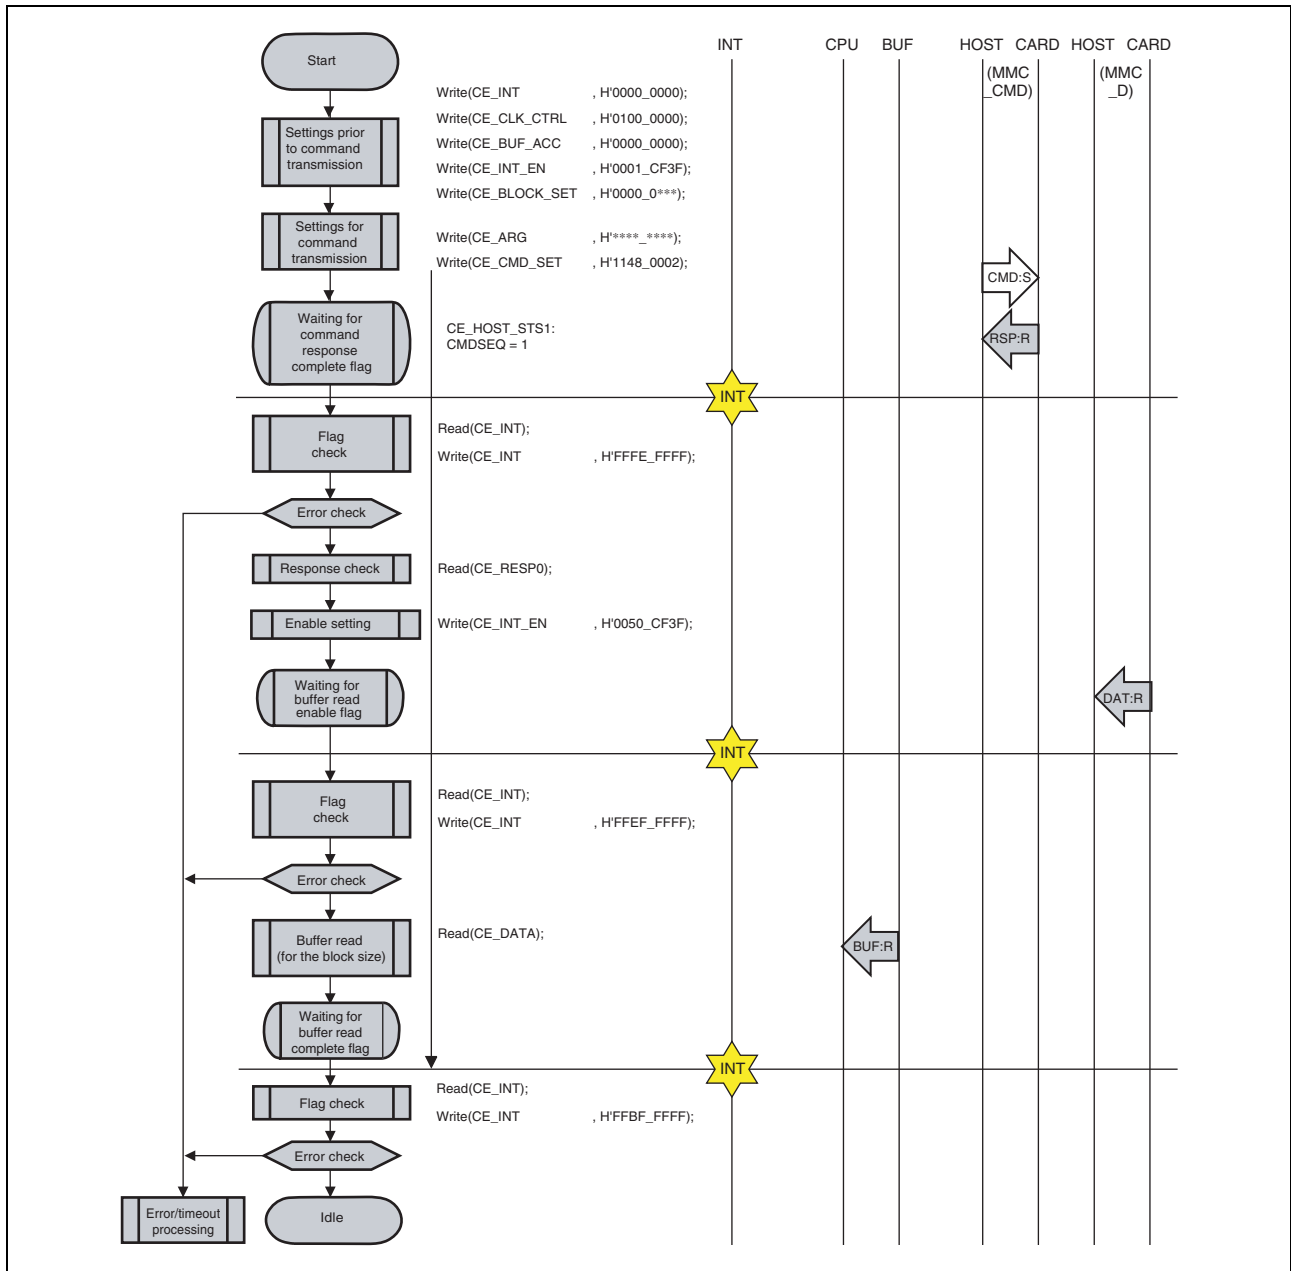 Start
INT CPU BUF HOST CARD HOST CARD
(MMC
_CMD)
(MMC
_D)
Settings prior
to command
transmission
Write(CE_INT , H'0000_0000);
Write(CE_CLK_CTRL , H'0100_0000);
Write(CE_BUF_ACC , H'0000_0000);
Write(CE_INT_EN , H'0001_CF3F);
Write(CE_BLOCK_SET , H'0000_0***);
Settings for
command
transmission
Write(CE_ARG , H'****_****);
Write(CE_CMD_SET , H'1148_0002);
CMD:S
Waiting for
command
response
complete flag
CE_HOST_STS1:
CMDSEQ = 1
RSP:R
INT
Flag
check
Read(CE_INT);
Write(CE_INT , H'FFFE_FFFF);
Error check
Response check
Read(CE_RESP0);
Enable setting
Write(CE_INT_EN , H'0050_CF3F);
Waiting for
buffer read
enable flag
DAT:R
INT
Flag
check
Read(CE_INT);
Write(CE_INT , H'FFEF_FFFF);
Error check
Buffer read
(for the block size)
Read(CE_DATA);
BUF:R
Waiting for
buffer read
complete flag
INT
Flag check
Read(CE_INT);
Write(CE_INT , H'FFBF_FFFF);
Error check
Error/timeout
processing
Idle